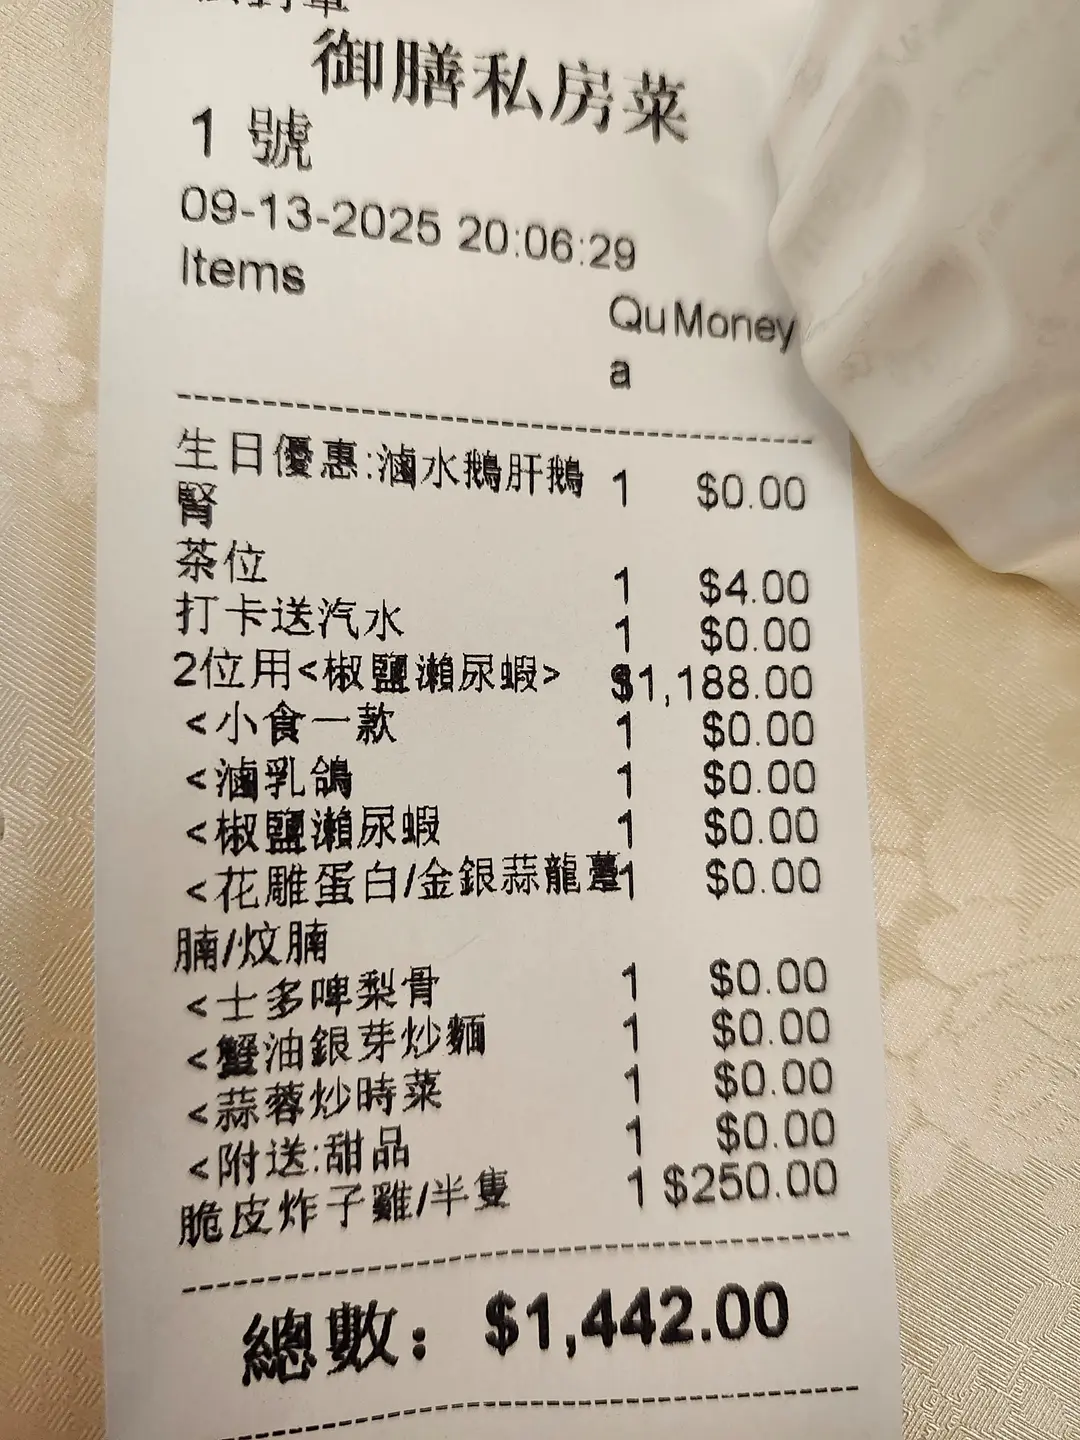 御膳私房菜
1 號
09-13-2025 20:06:29
Items
QuMoney
a
生日優惠:滷水鵝肝鵝 1 $0.00
腎
茶位 1 $4.00
打卡送汽水 1 $0.00
2位用<椒鹽瀨尿蝦> $1,188.00
<小食一款 1 $0.00
<滷乳鴿 1 $0.00
<椒鹽瀨尿蝦 1 $0.00
<花雕蛋白/金銀蒜龍躉 1 $0.00
腩/炆腩
<士多啤梨骨 1 $0.00
<蟹油銀芽炒麵 1 $0.00
<蒜蓉炒時菜 1 $0.00
<附送:甜品 1 $0.00
脆皮炸子雞/半隻 1 $250.00
總數: $1,442.00